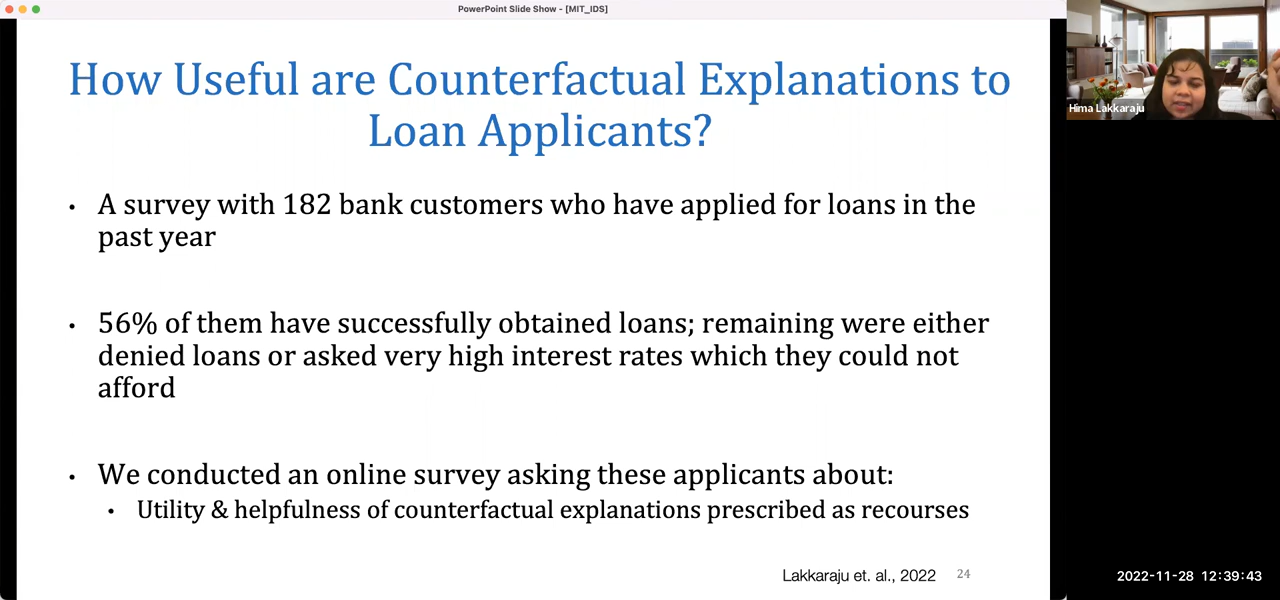 PowerPoint Slide Show - [MIT_IDS]
How Useful are Counterfactual Explanations to
Loan Applicants?
• A survey with 182 bank customers who have applied for loans in the
past year
• 56% of them have successfully obtained loans; remaining were either
denied loans or asked very high interest rates which they could not
afford
• We conducted an online survey asking these applicants about:
• Utility & helpfulness of counterfactual explanations prescribed as recourses
Lakkaraju et. al., 2022 24
Hima Lakkaraju
2022-11-28 12:39:43